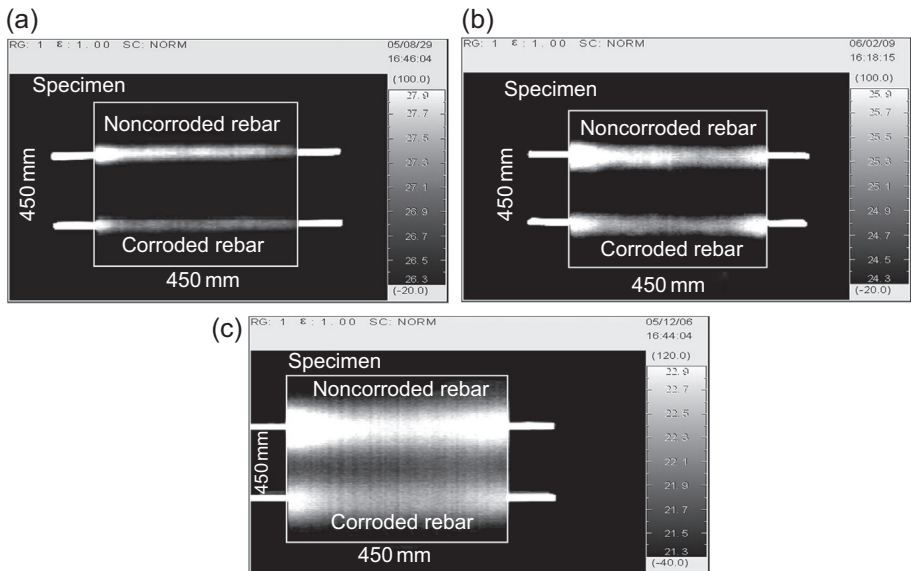 (a)
RG: 1 ε: 1.00 SC: NORM 05/08/29
16:46:04
(100.0)
Specimen
27.9
27.7
Noncorroded rebar
27.5
27.3
450 mm
27.1
26.9
26.7
Corroded rebar
26.5
450 mm
26.3
(-20.0)
(b)
RG: 1 ε: 1.00 SC: NORM 06/02/09
16:18:15
(100.0)
Specimen
25.9
25.7
Noncorroded rebar
25.5
25.3
450 mm
25.1
24.9
24.7
Corroded rebar
24.5
450 mm
24.3
(-20.0)
(c)
RG: 1 ε: 1.00 SC: NORM 05/12/06
16:44:04
(120.0)
Specimen
22.9
22.7
Noncorroded rebar
22.5
22.3
450 mm
22.1
21.9
21.7
Corroded rebar
21.5
450 mm
21.3
(-40.0)